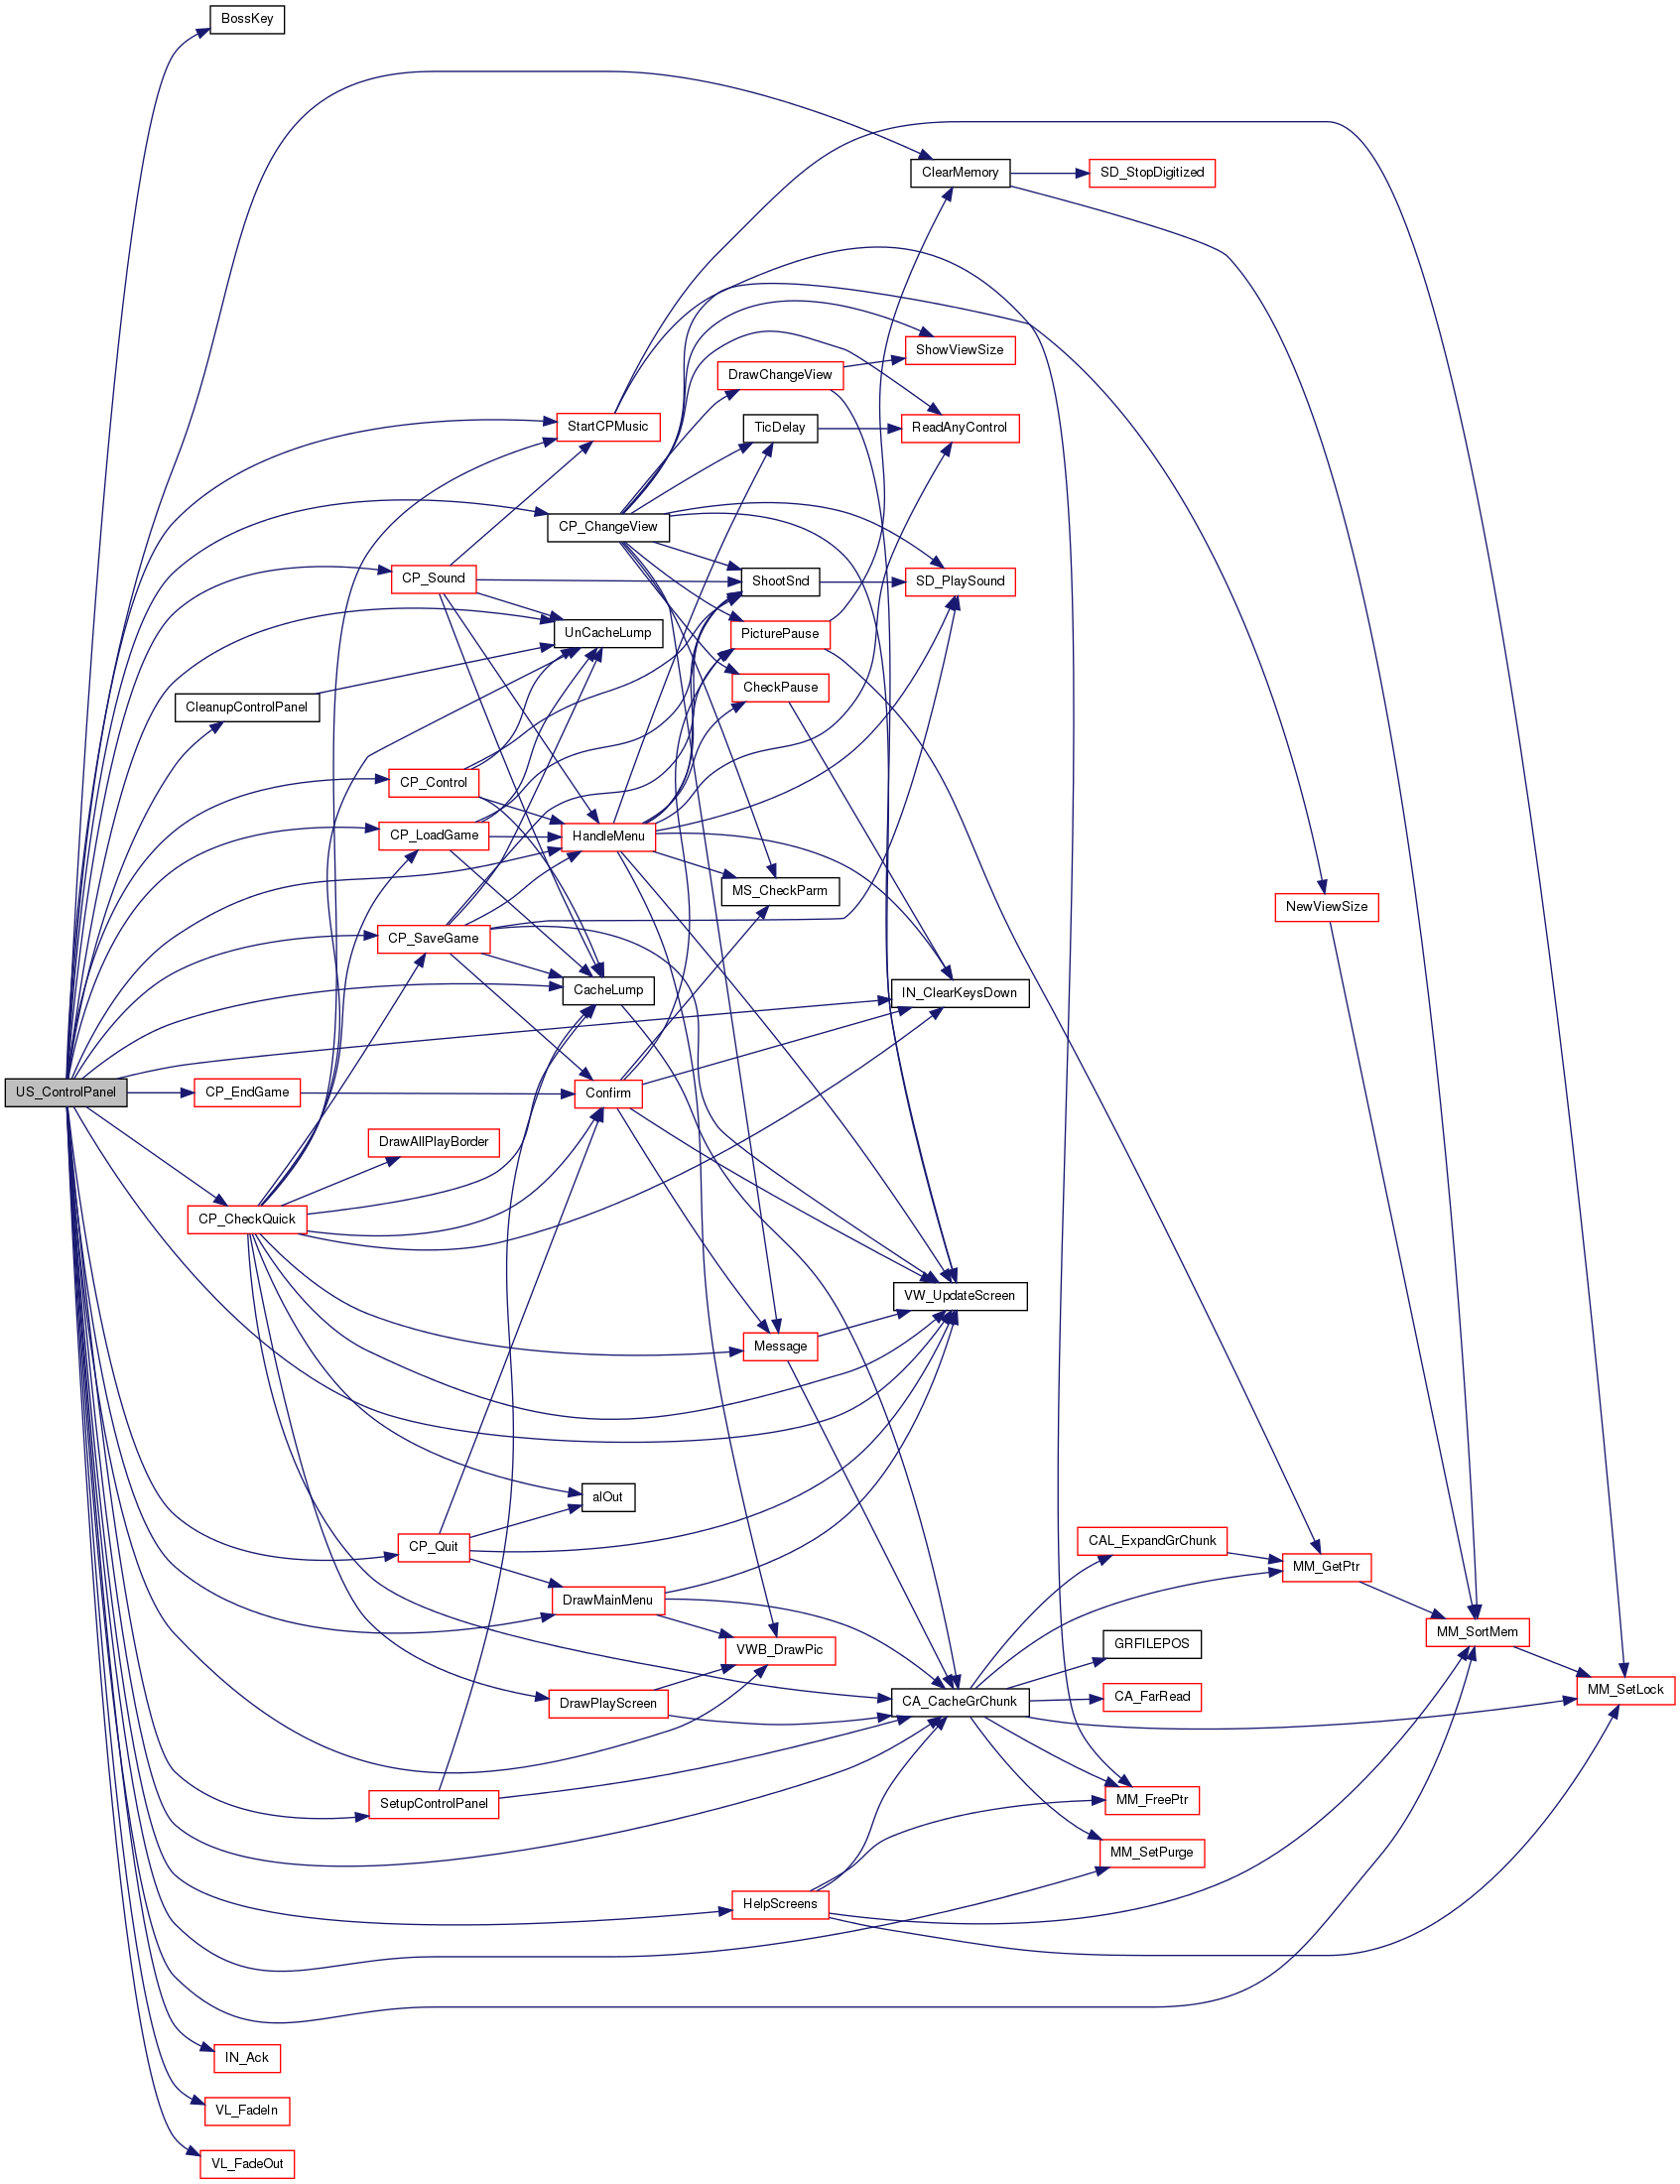 BossKey
ClearMemory
SD_StopDigitized
ShowViewSize
DrawChangeView
StartCPMusic
TicDelay
ReadAnyControl
CP_ChangeView
CP_Sound
ShootSnd
SD_PlaySound
UnCacheLump
PicturePause
CheckPause
CleanupControlPanel
CP_Control
CP_LoadGame
HandleMenu
MS_CheckParm
NewViewSize
CP_SaveGame
CacheLump
IN_ClearKeysDown
US_ControlPanel
CP_EndGame
Confirm
DrawAllPlayBorder
CP_CheckQuick
VW_UpdateScreen
Message
alOut
CP_Quit
CAL_ExpandGrChunk
MM_GetPtr
DrawMainMenu
VWB_DrawPic
GRFILEPOS
MM_SortMem
DrawPlayScreen
CA_CacheGrChunk
CA_FarRead
MM_SetLock
SetupControlPanel
MM_FreePtr
MM_SetPurge
HelpScreens
IN_Ack
VL_FadeIn
VL_FadeOut